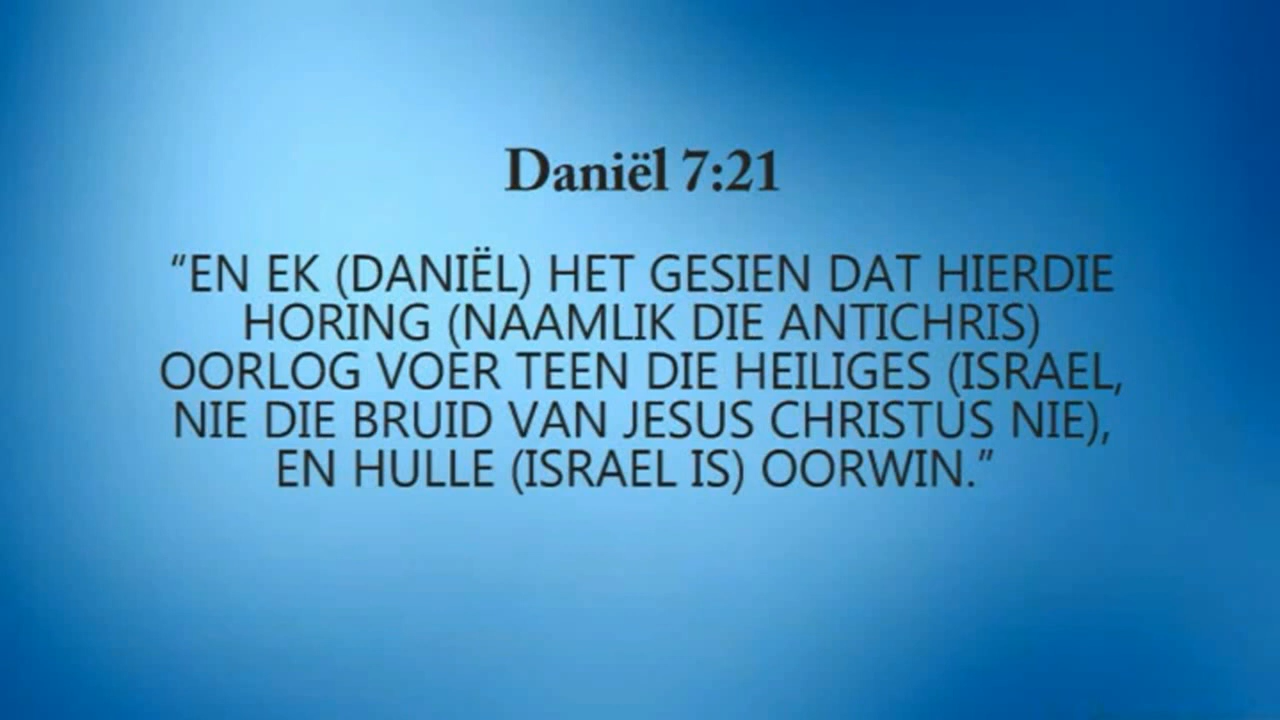 Daniël 7:21
“EN EK (DANIËL) HET GESIEN DAT HIERDIE
HORING (NAAMLIK DIE ANTICHRIS)
OORLOG VOER TEEN DIE HEILIGES (ISRAEL,
NIE DIE BRUID VAN JESUS CHRISTUS NIE),
EN HULLE (ISRAEL IS) OORWIN.”